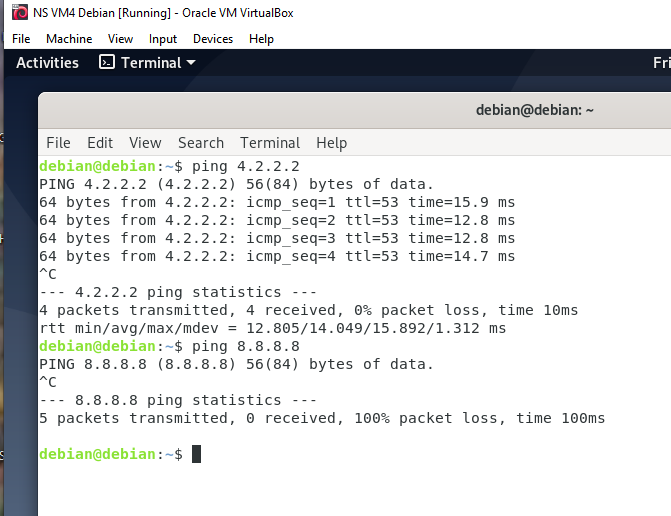 NS VM4 Debian [Running] - Oracle VM VirtualBox
File Machine View Input Devices Help
Activities Terminal Fri
debian@debian: ~
File Edit View Search Terminal Help
debian@debian:~$ ping 4.2.2.2
PING 4.2.2.2 (4.2.2.2) 56(84) bytes of data.
64 bytes from 4.2.2.2: icmp_seq=1 ttl=53 time=15.9 ms
64 bytes from 4.2.2.2: icmp_seq=2 ttl=53 time=12.8 ms
64 bytes from 4.2.2.2: icmp_seq=3 ttl=53 time=12.8 ms
64 bytes from 4.2.2.2: icmp_seq=4 ttl=53 time=14.7 ms
^C
--- 4.2.2.2 ping statistics ---
4 packets transmitted, 4 received, 0% packet loss, time 10ms
rtt min/avg/max/mdev = 12.805/14.049/15.892/1.312 ms
debian@debian:~$ ping 8.8.8.8
PING 8.8.8.8 (8.8.8.8) 56(84) bytes of data.
^C
--- 8.8.8.8 ping statistics ---
5 packets transmitted, 0 received, 100% packet loss, time 100ms
debian@debian:~$